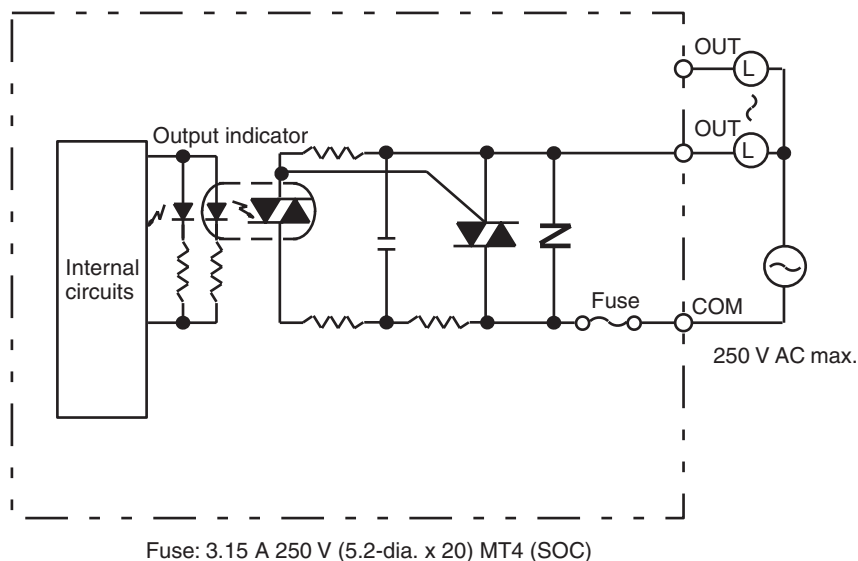 OUT
L
OUT
L
Output indicator
Internal
circuits
Fuse
COM
250 V AC max.
Fuse: 3.15 A 250 V (5.2-dia. x 20) MT4 (SOC)